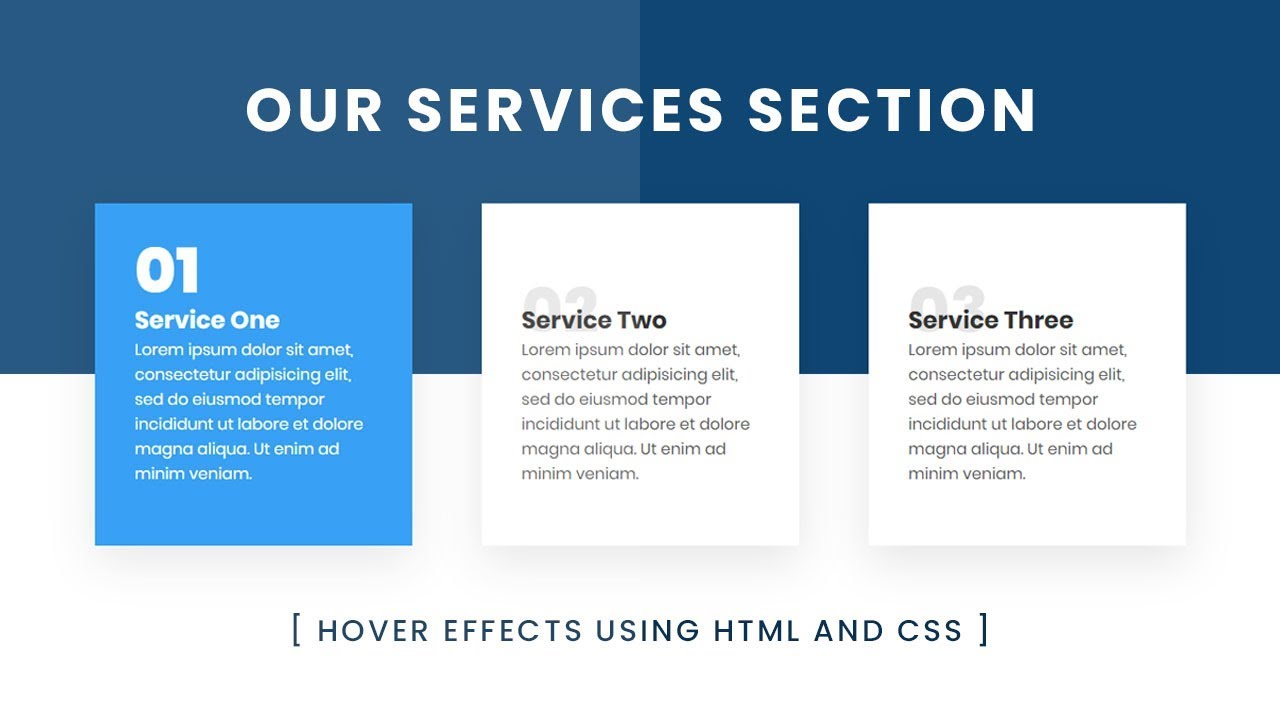 OUR SERVICES SECTION
01
Service One
Lorem ipsum dolor sit amet,
consectetur adipisicing elit,
sed do eiusmod tempor
incididunt ut labore et dolore
magna aliqua. Ut enim ad
minim veniam.
02
Service Two
Lorem ipsum dolor sit amet,
consectetur adipisicing elit,
sed do eiusmod tempor
incididunt ut labore et dolore
magna aliqua. Ut enim ad
minim veniam.
03
Service Three
Lorem ipsum dolor sit amet,
consectetur adipisicing elit,
sed do eiusmod tempor
incididunt ut labore et dolore
magna aliqua. Ut enim ad
minim veniam.
[ HOVER EFFECTS USING HTML AND CSS ]